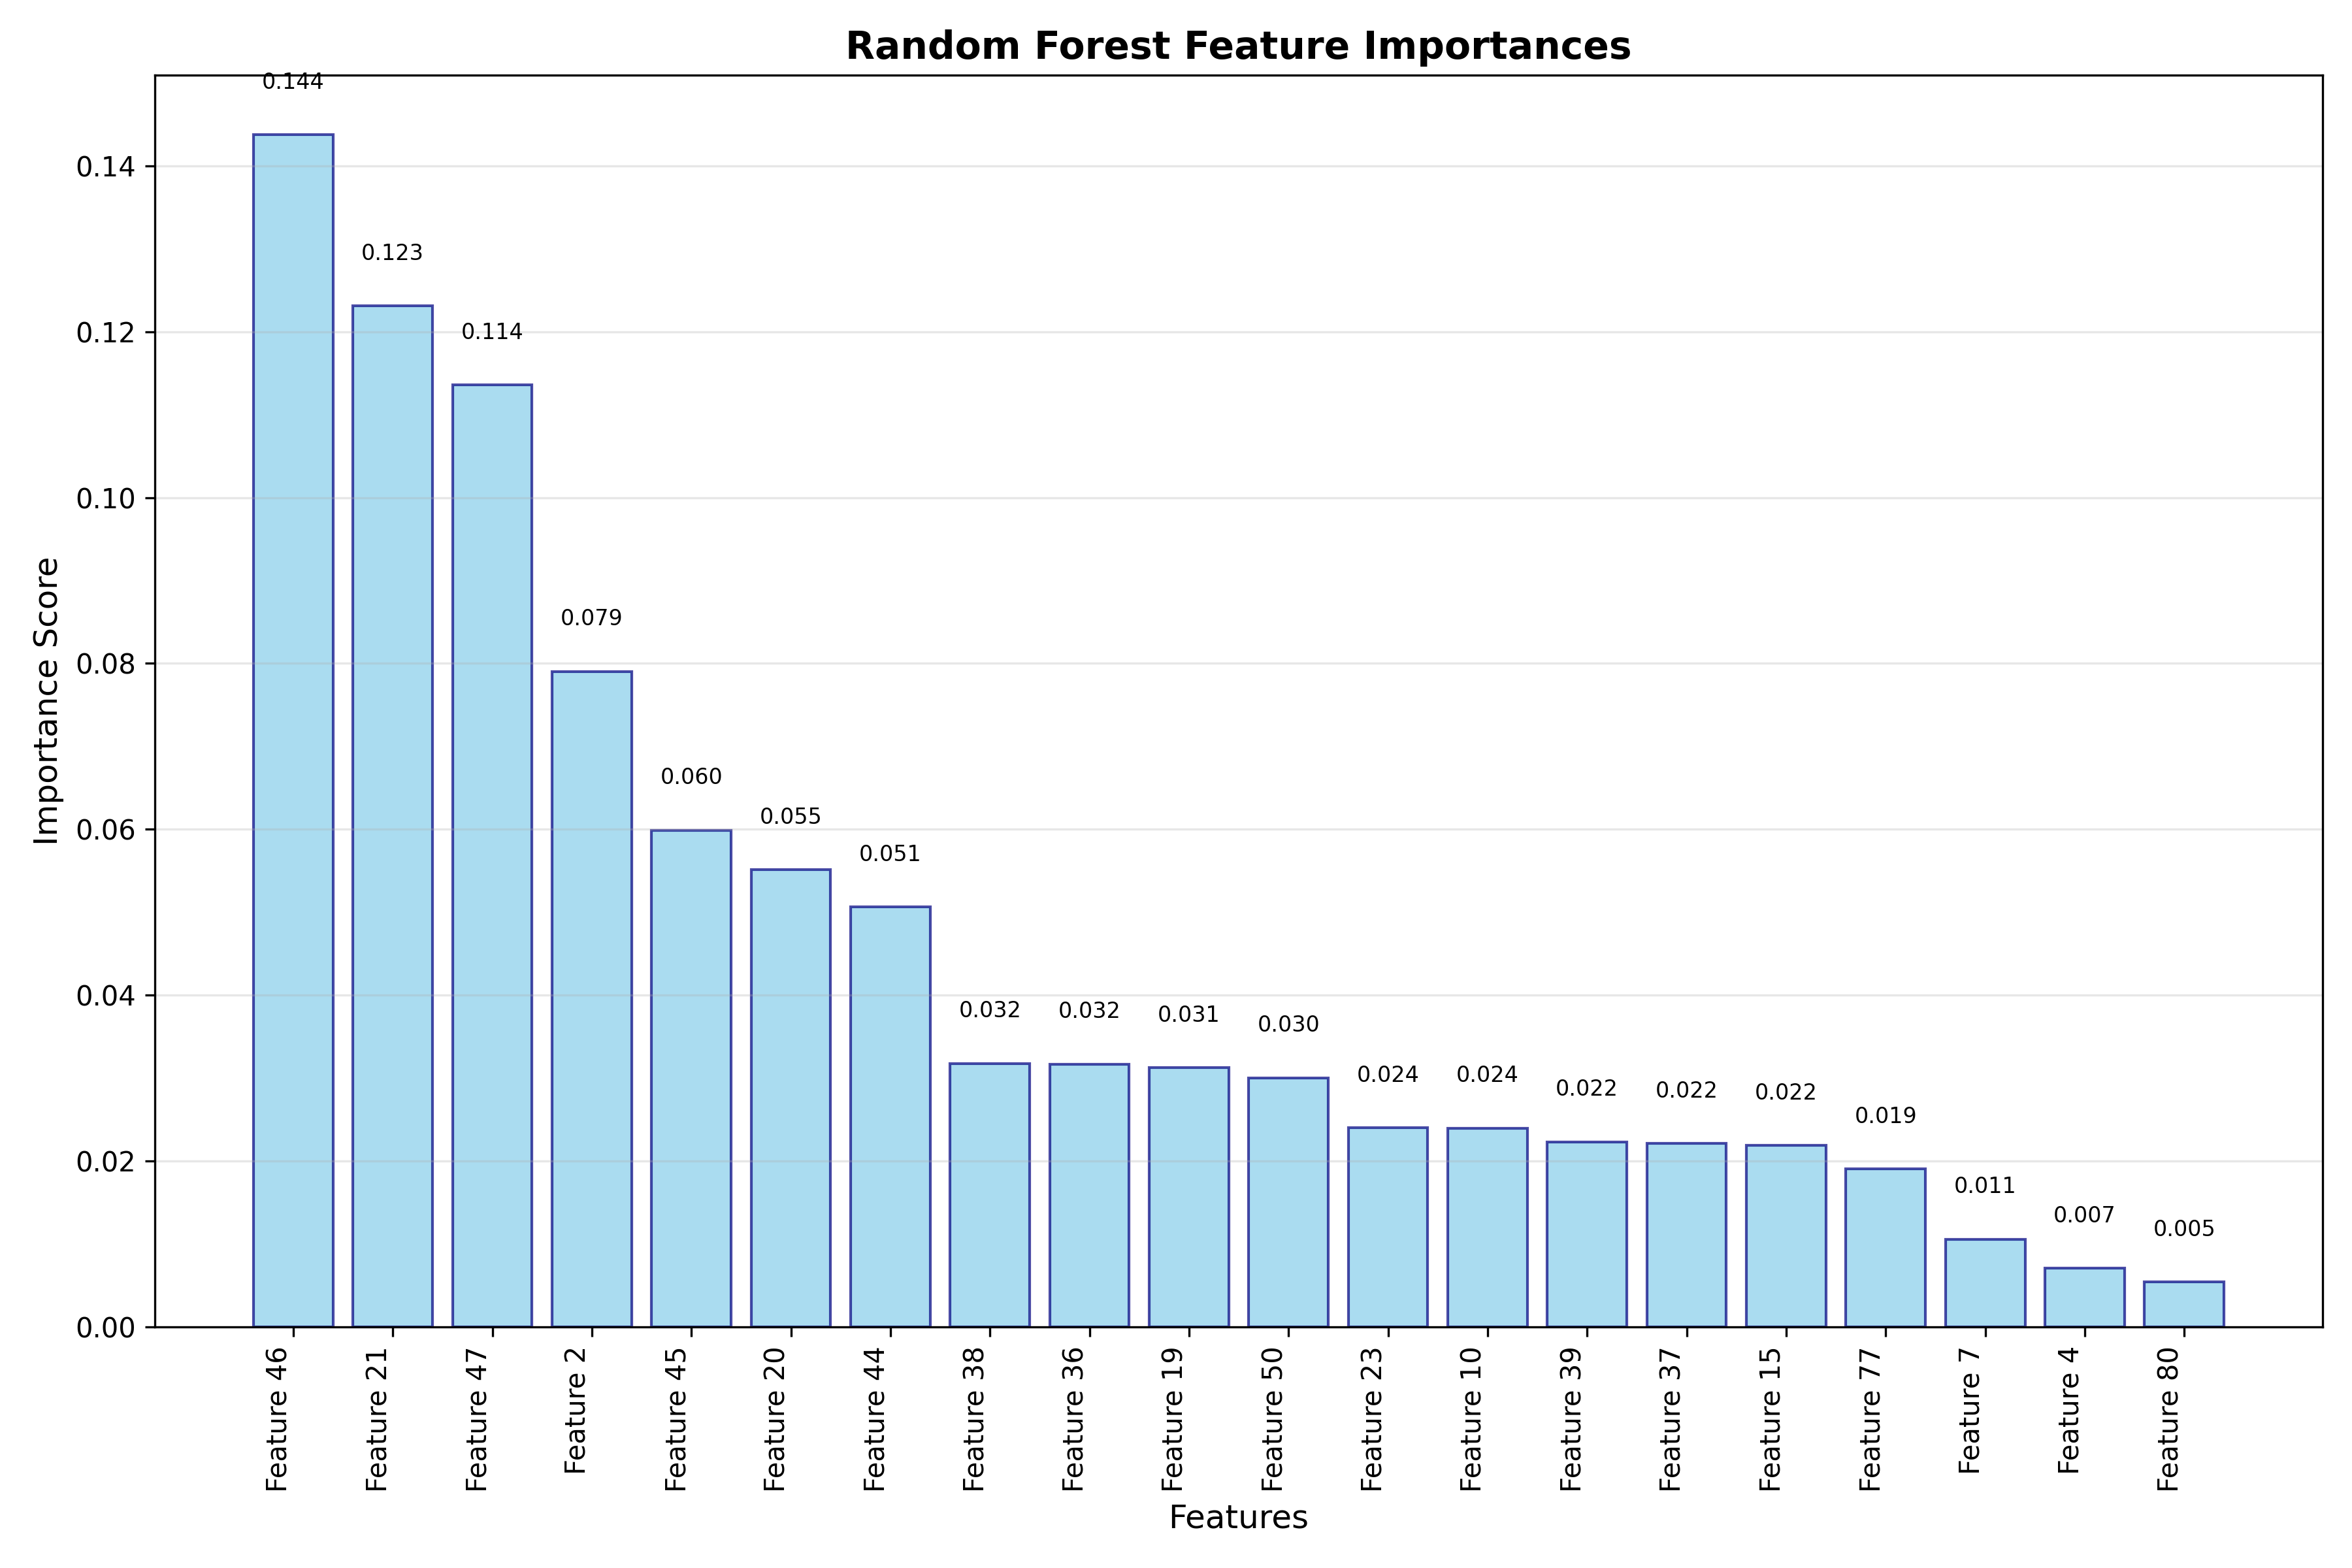 Random Forest Feature Importances
Importance Score
0.14
0.12
0.10
0.08
0.06
0.04
0.02
0.00
0.144
0.123
0.114
0.079
0.060
0.055
0.051
0.032
0.032
0.031
0.030
0.024
0.024
0.022
0.022
0.022
0.019
0.011
0.007
0.005
Feature 46
Feature 21
Feature 47
Feature 2
Feature 45
Feature 20
Feature 44
Feature 38
Feature 36
Feature 19
Feature 50
Feature 23
Feature 10
Feature 39
Feature 37
Feature 15
Feature 77
Feature 7
Feature 4
Feature 80
Features